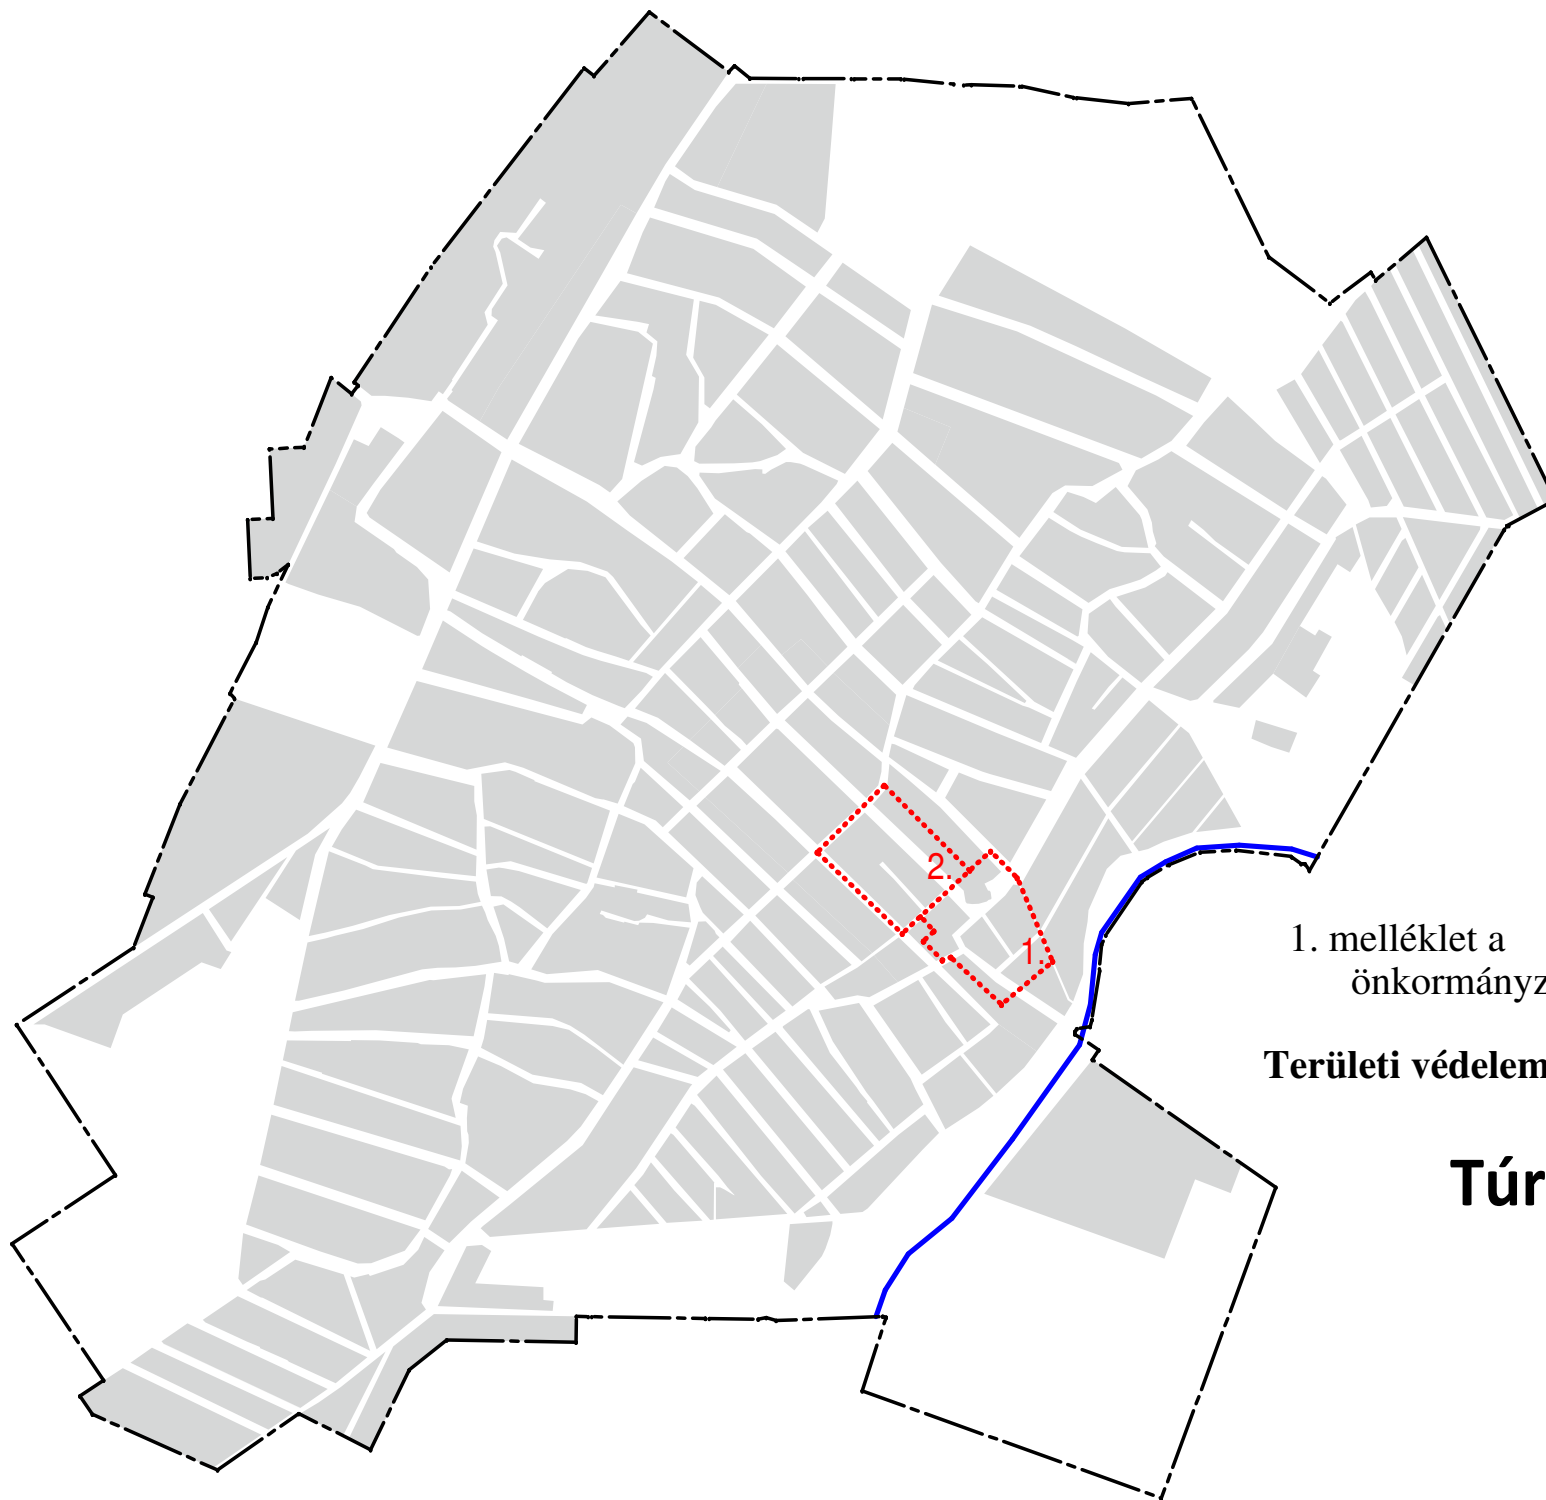 2.
1.
1. melléklet a
önkormányz
Területi védelem
Túr